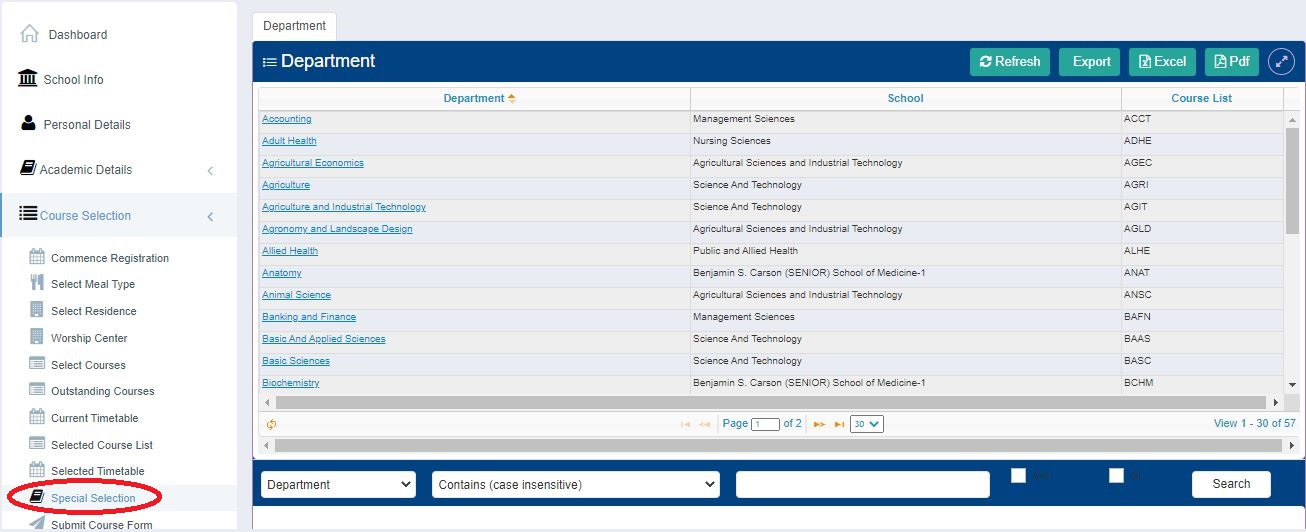 Dashboard
School Info
Personal Details
Academic Details
Course Selection
Commence Registration
Select Meal Type
Select Residence
Worship Center
Select Courses
Outstanding Courses
Current Timetable
Selected Course List
Selected Timetable
Special Selection
Submit Course Form
Department
Department Refresh Export Excel Pdf
Department School Course List
Accounting Management Sciences ACCT
Adult Health Nursing Sciences ADHE
Agricultural Economics Agricultural Sciences and Industrial Technology AGEC
Agriculture Science And Technology AGRI
Agriculture and Industrial Technology Science And Technology AGIT
Agronomy and Landscape Design Agricultural Sciences and Industrial Technology AGLD
Allied Health Public and Allied Health ALHE
Anatomy Benjamin S. Carson (SENIOR) School of Medicine-1 ANAT
Animal Science Agricultural Sciences and Industrial Technology ANSC
Banking and Finance Management Sciences BAFN
Basic And Applied Sciences Science And Technology BAAS
Basic Sciences Science And Technology BASC
Biochemistry Benjamin S. Carson (SENIOR) School of Medicine-1 BCHM
Page 1 of 2 30 View 1 - 30 of 57
Department Contains (case insensitive) Search